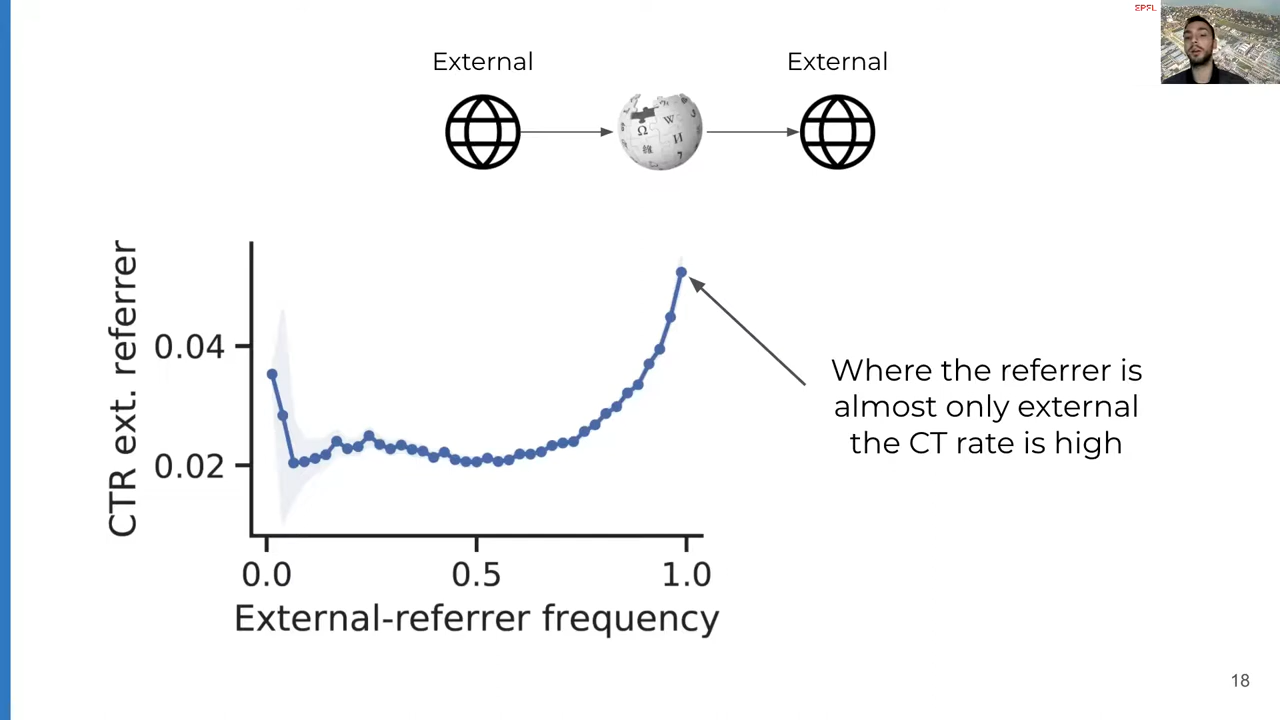 EPFL
External
External
CTR ext. referrer
0.04
0.02
0.0
0.5
1.0
External-referrer frequency
Where the referrer is
almost only external
the CT rate is high
18